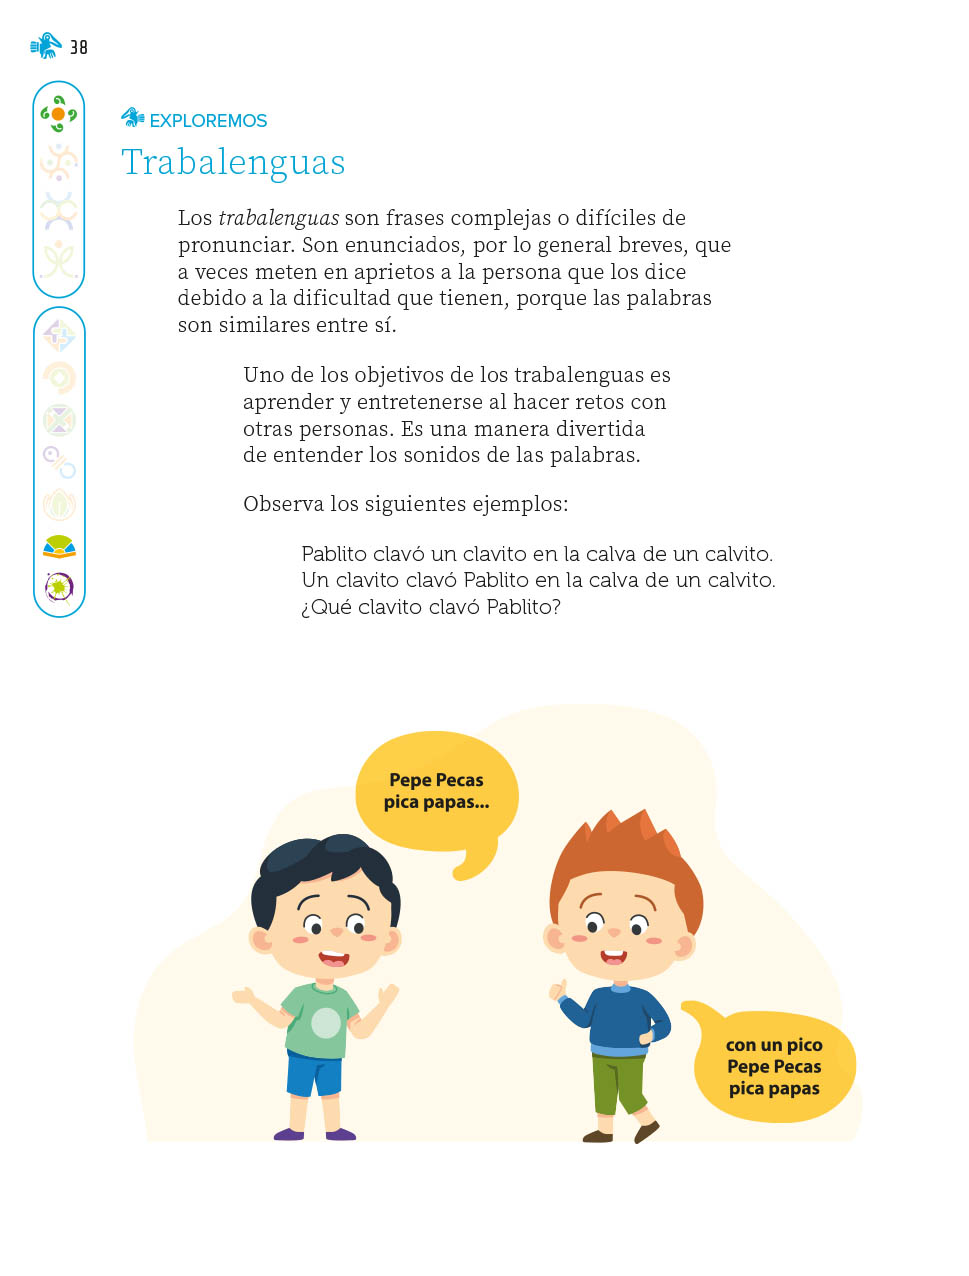 38
EXPLOREMOS
Trabalenguas
Los trabalenguas son frases complejas o difíciles de
pronunciar. Son enunciados, por lo general breves, que
a veces meten en aprietos a la persona que los dice
debido a la dificultad que tienen, porque las palabras
son similares entre sí.
Uno de los objetivos de los trabalenguas es
aprender y entretenerse al hacer retos con
otras personas. Es una manera divertida
de entender los sonidos de las palabras.
Observa los siguientes ejemplos:
Pablito clavó un clavito en la calva de un calvito.
Un clavito clavó Pablito en la calva de un calvito.
¿Qué clavito clavó Pablito?
Pepe Pecas
pica papas...
con un pico
Pepe Pecas
pica papas